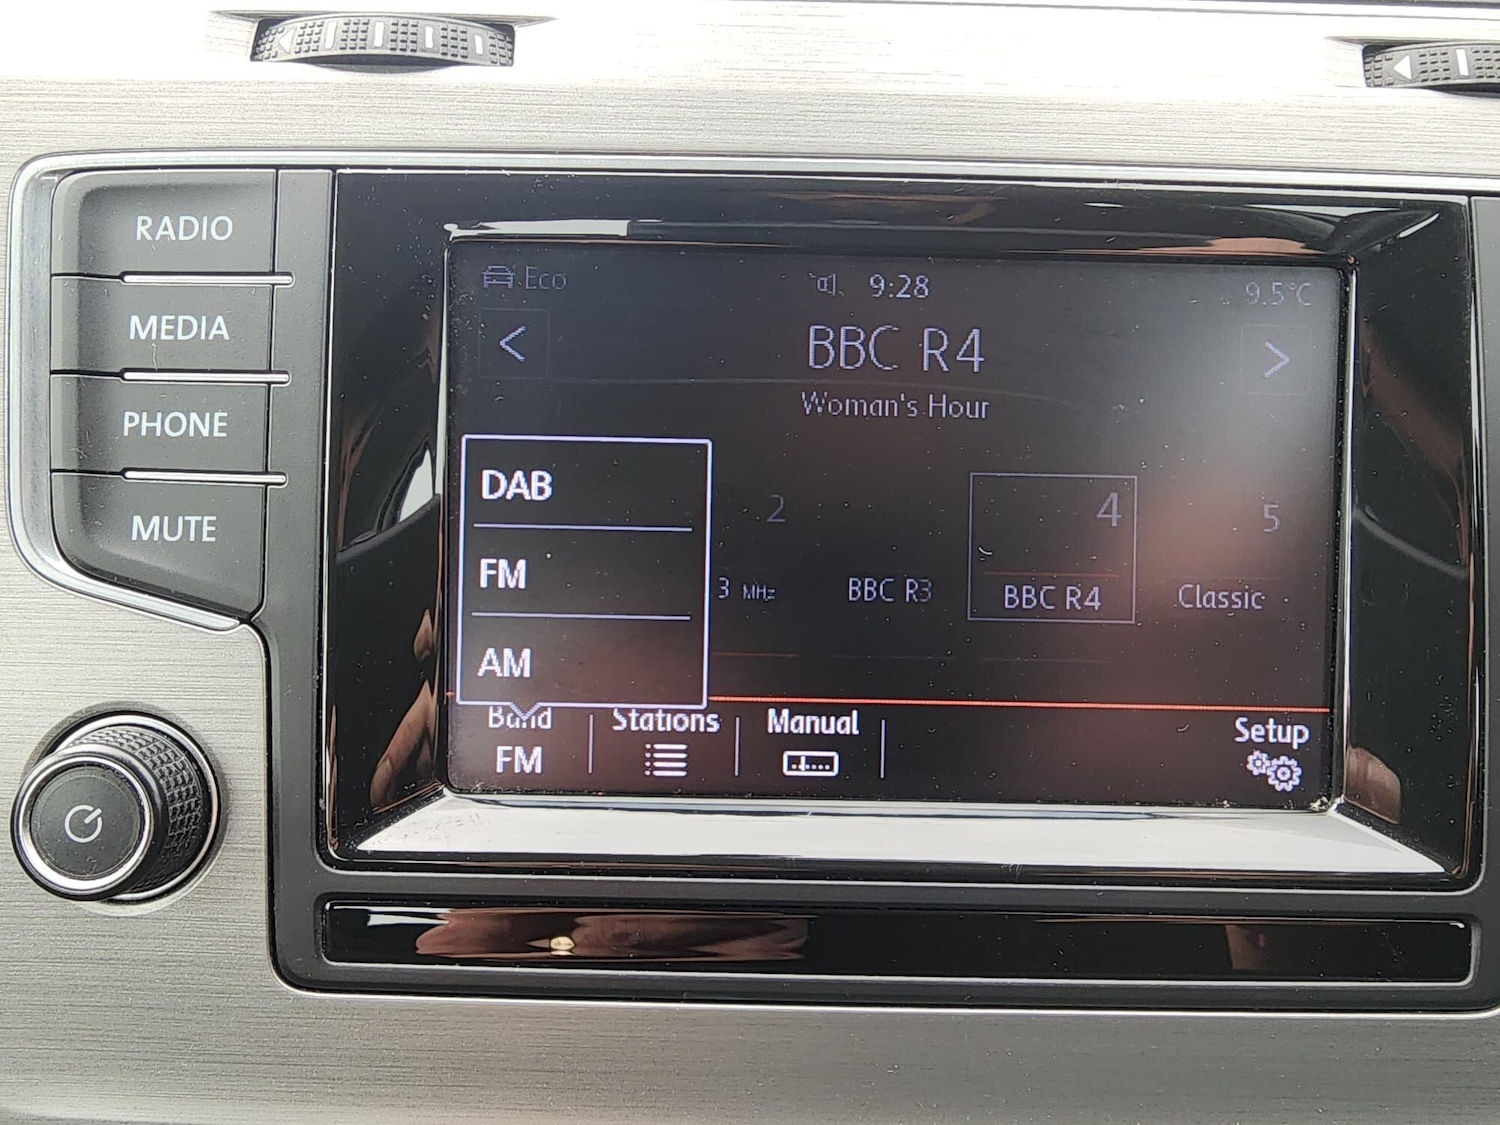 RADIO
MEDIA
PHONE
MUTE
Eco
9:28
9.5°C
BBC R4
Woman's Hour
DAB
FM
AM
2
4
5
3 MHz
BBC R3
BBC R4
Classic
Band
FM
Stations
Manual
Setup